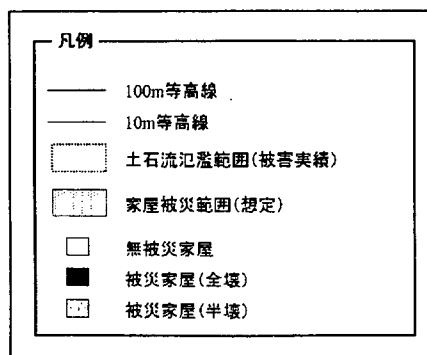 凡例
100m等高線
10m等高線
土石流氾濫範囲(被害実績)
家屋被災範囲(想定)
無被災家屋
被災家屋(全壊)
被災家屋(半壊)